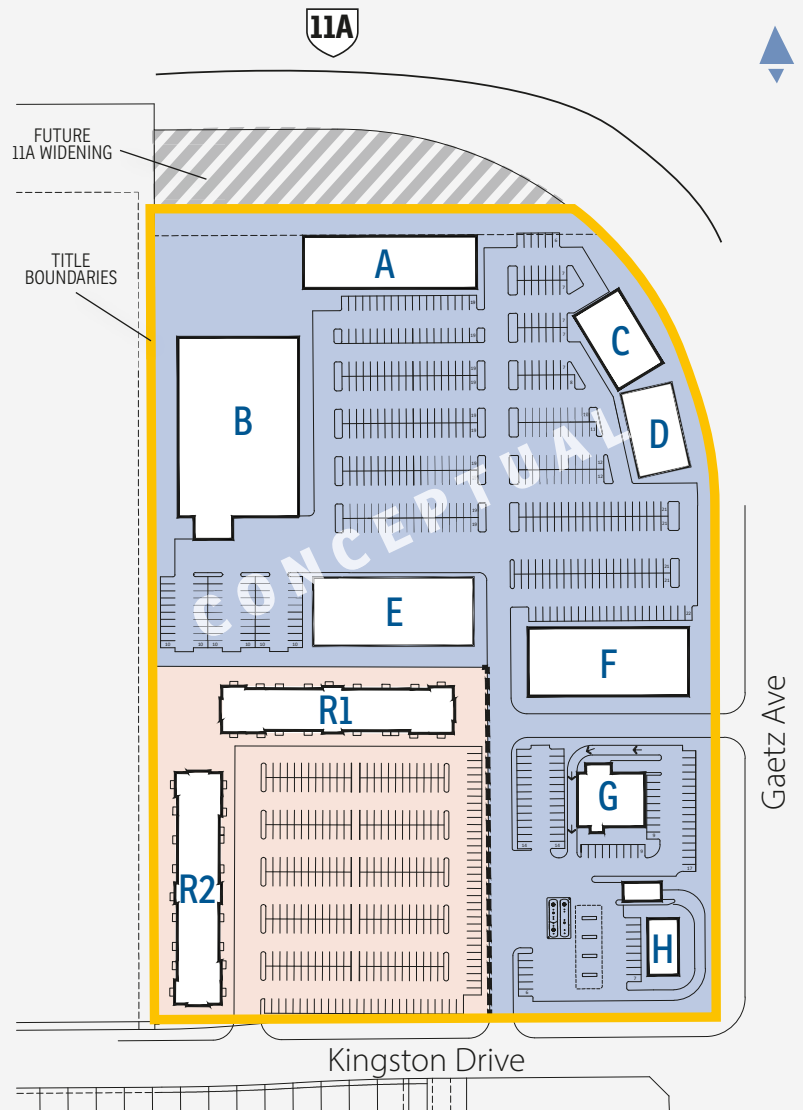 11A
FUTURE
11A WIDENING
TITLE
BOUNDARIES
A
B
C
D
CONCEPTUAL
E
F
R1
G
R2
H
Gaetz Ave
Kingston Drive